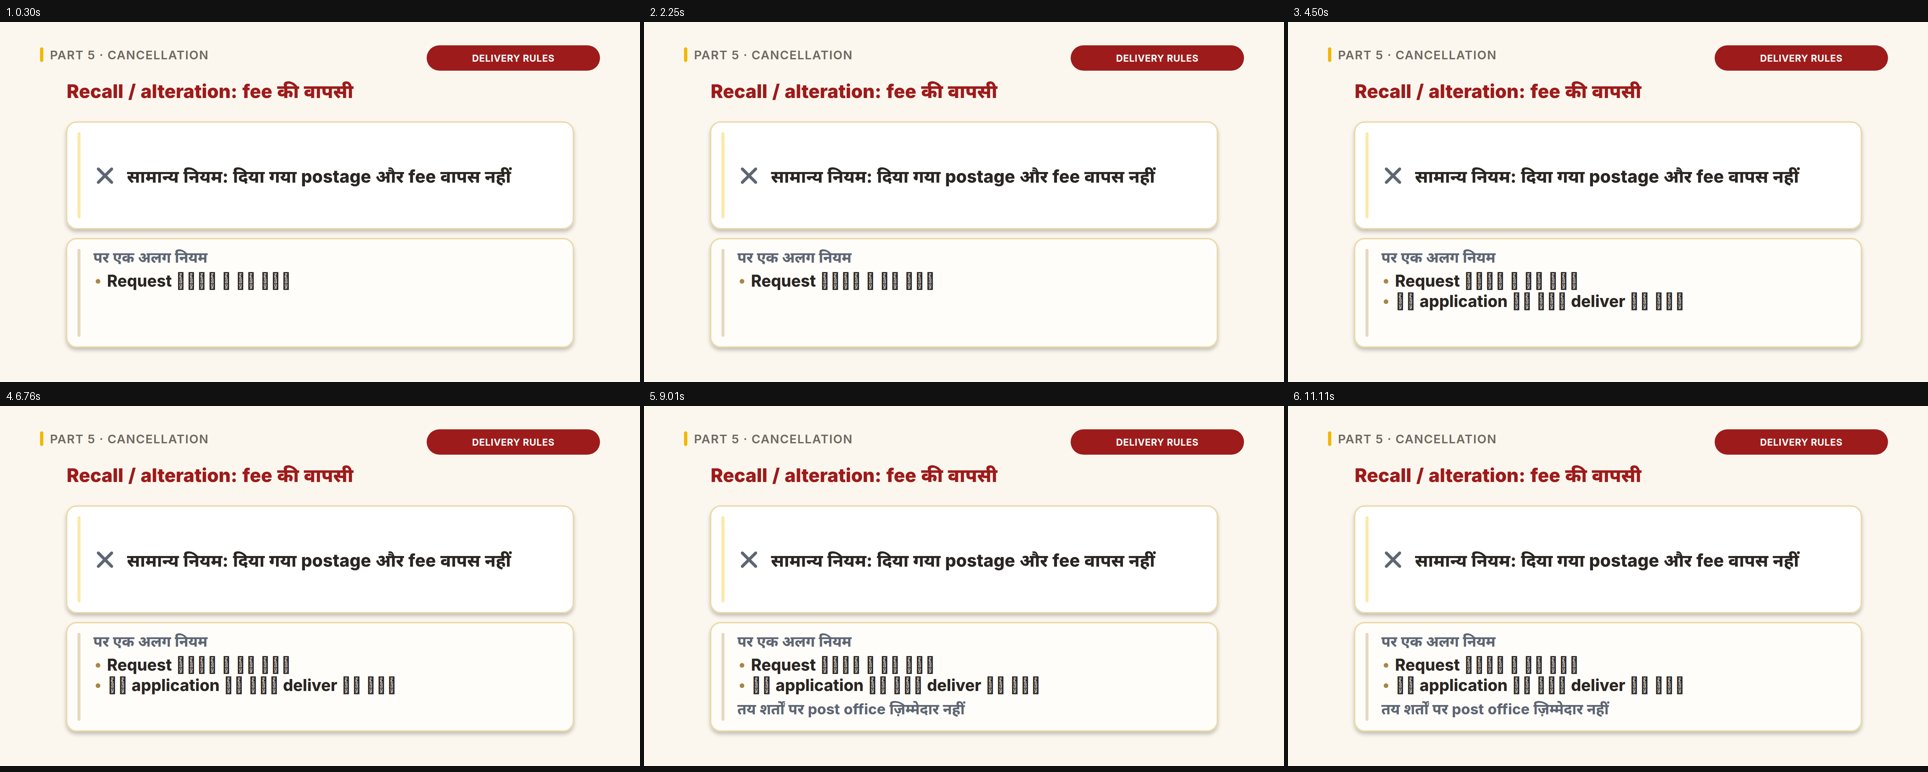 1. 0.30s
PART 5 · CANCELLATION
DELIVERY RULES
Recall / alteration: fee की वापसी
सामान्य नियम: दिया गया postage और fee वापस नहीं
पर एक अलग नियम
• Request
2. 2.25s
PART 5 · CANCELLATION
DELIVERY RULES
Recall / alteration: fee की वापसी
सामान्य नियम: दिया गया postage और fee वापस नहीं
पर एक अलग नियम
• Request
3. 4.50s
PART 5 · CANCELLATION
DELIVERY RULES
Recall / alteration: fee की वापसी
सामान्य नियम: दिया गया postage और fee वापस नहीं
पर एक अलग नियम
• Request
• application deliver
4. 6.76s
PART 5 · CANCELLATION
DELIVERY RULES
Recall / alteration: fee की वापसी
सामान्य नियम: दिया गया postage और fee वापस नहीं
पर एक अलग नियम
• Request
• application deliver
5. 9.01s
PART 5 · CANCELLATION
DELIVERY RULES
Recall / alteration: fee की वापसी
सामान्य नियम: दिया गया postage और fee वापस नहीं
पर एक अलग नियम
• Request
• application deliver
तय शर्तों पर post office ज़िम्मेदार नहीं
6. 11.11s
PART 5 · CANCELLATION
DELIVERY RULES
Recall / alteration: fee की वापसी
सामान्य नियम: दिया गया postage और fee वापस नहीं
पर एक अलग नियम
• Request
• application deliver
तय शर्तों पर post office ज़िम्मेदार नहीं